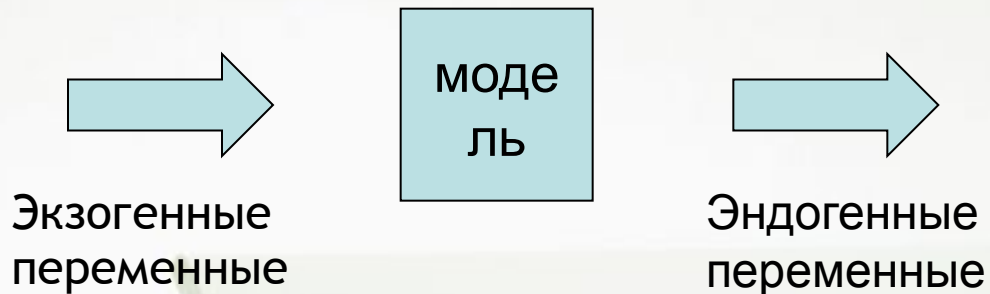 моде
ль
Экзогенные
переменные
Эндогенные
переменные